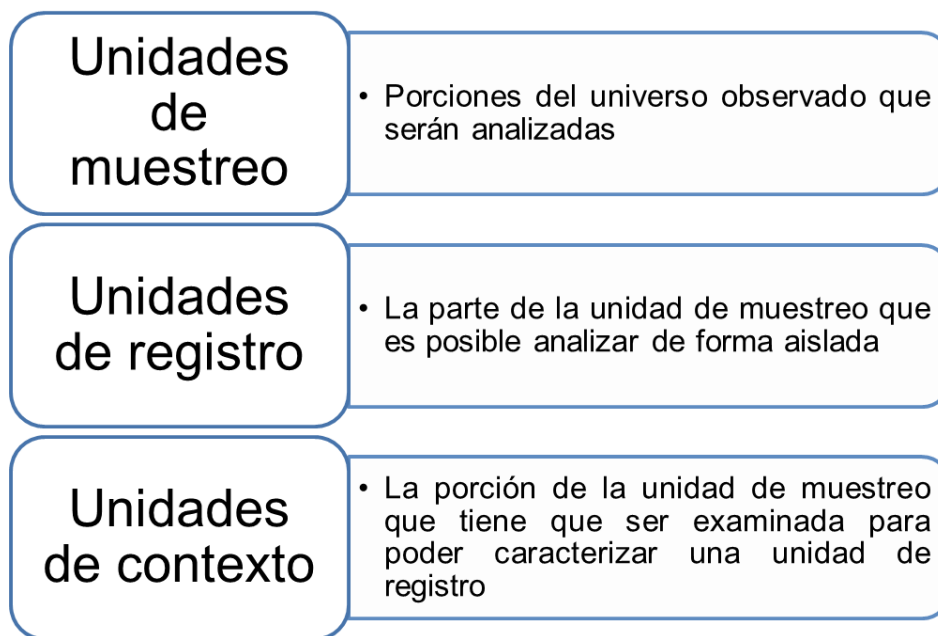 Unidades
de
muestreo
• Porciones del universo observado que
serán analizadas
Unidades
de registro
• La parte de la unidad de muestreo que
es posible analizar de forma aislada
Unidades
de contexto
• La porción de la unidad de muestreo
que tiene que ser examinada para
poder caracterizar una unidad de
registro